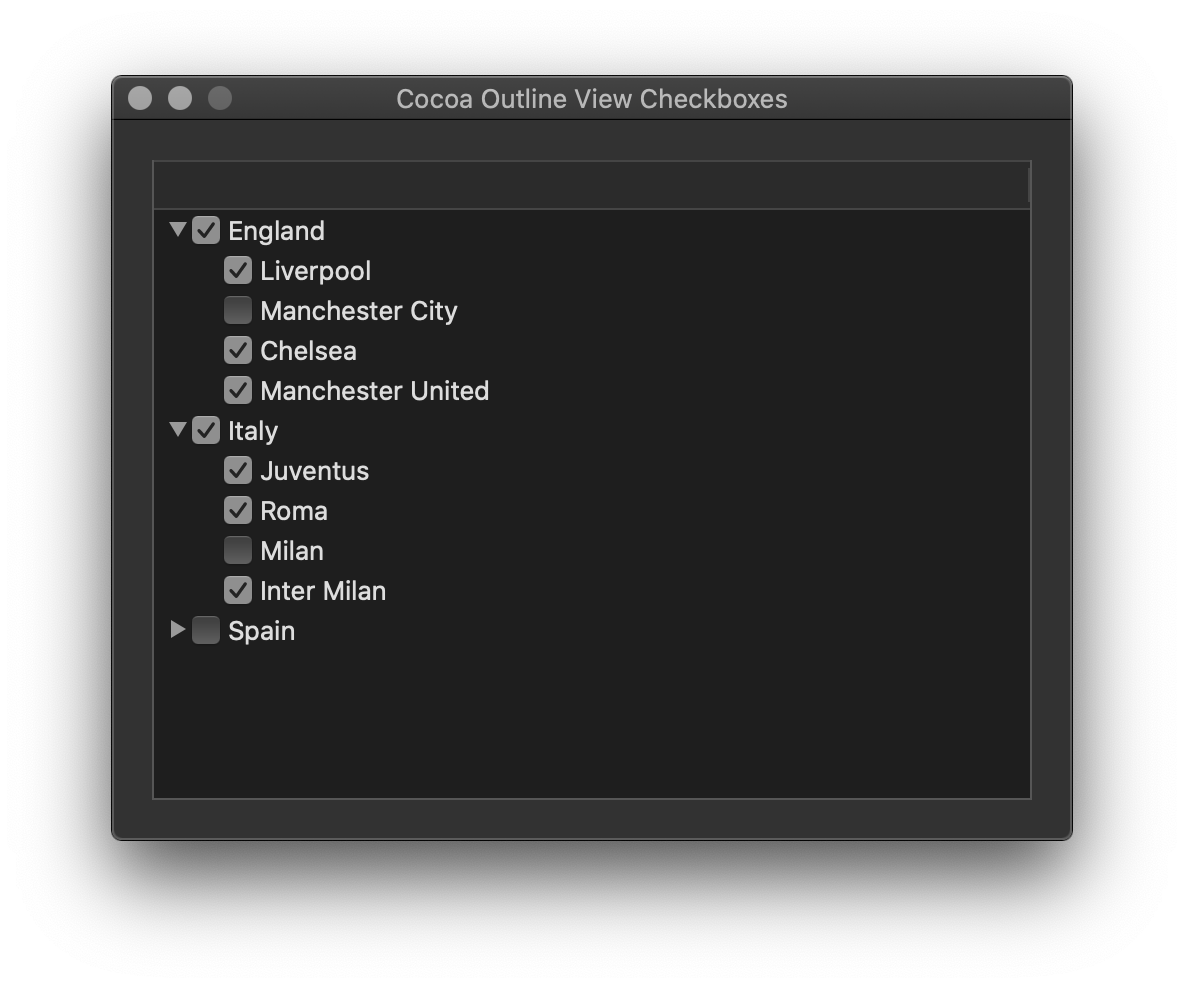 Cocoa Outline View Checkboxes
England
Liverpool
Manchester City
Chelsea
Manchester United
Italy
Juventus
Roma
Milan
Inter Milan
Spain